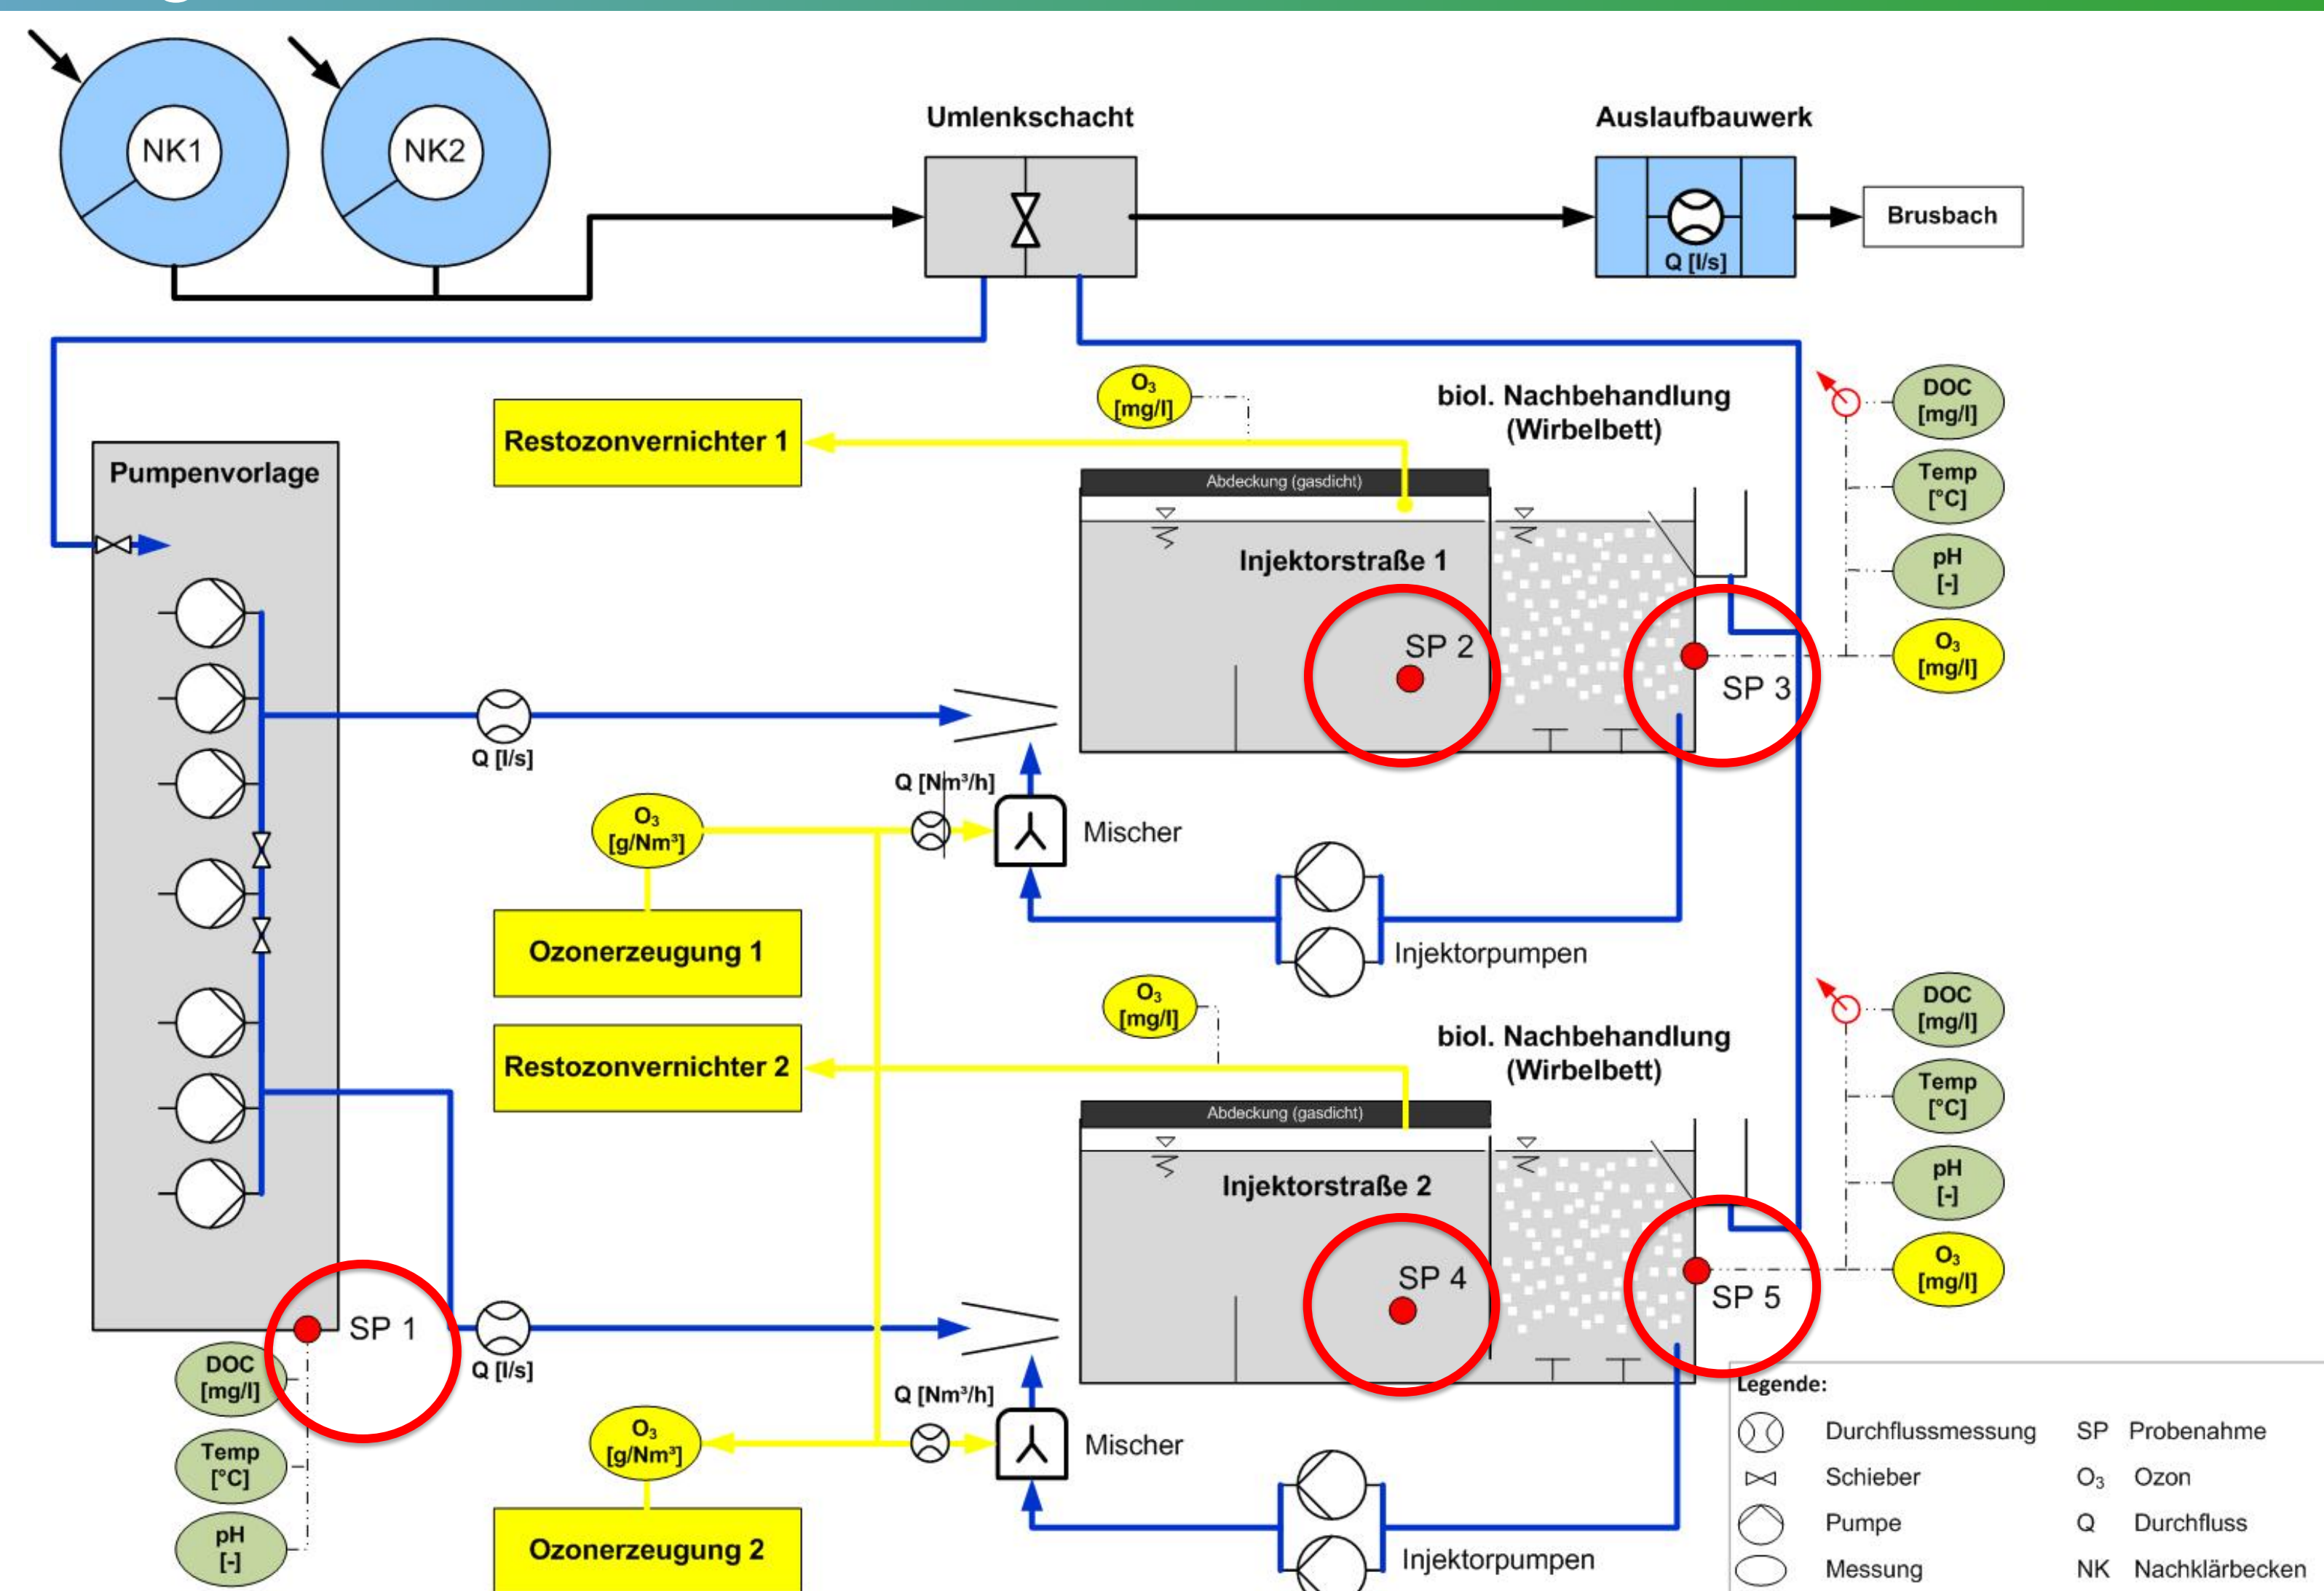 NK1
NK2
Umlenkschacht
Auslaufbauwerk
Q [l/s]
Brusbach
Pumpenvorlage
Restozonvernichter 1
O₃
[mg/l]
biol. Nachbehandlung
(Wirbelbett)
Abdeckung (gasdicht)
Injektorstraße 1
SP 2
SP 3
DOC
[mg/l]
Temp
[°C]
pH
[-]
O₃
[mg/l]
Q [l/s]
Q [Nm³/h]
O₃
[g/Nm³]
Mischer
Ozonerzeugung 1
Injektorpumpen
Restozonvernichter 2
O₃
[mg/l]
biol. Nachbehandlung
(Wirbelbett)
Abdeckung (gasdicht)
Injektorstraße 2
SP 4
SP 5
DOC
[mg/l]
Temp
[°C]
pH
[-]
O₃
[mg/l]
SP 1
DOC
[mg/l]
Temp
[°C]
pH
[-]
Q [l/s]
Q [Nm³/h]
O₃
[g/Nm³]
Mischer
Ozonerzeugung 2
Injektorpumpen
Legende:
Durchflussmessung SP Probenahme
Schieber O₃ Ozon
Pumpe Q Durchfluss
Messung NK Nachklärbecken